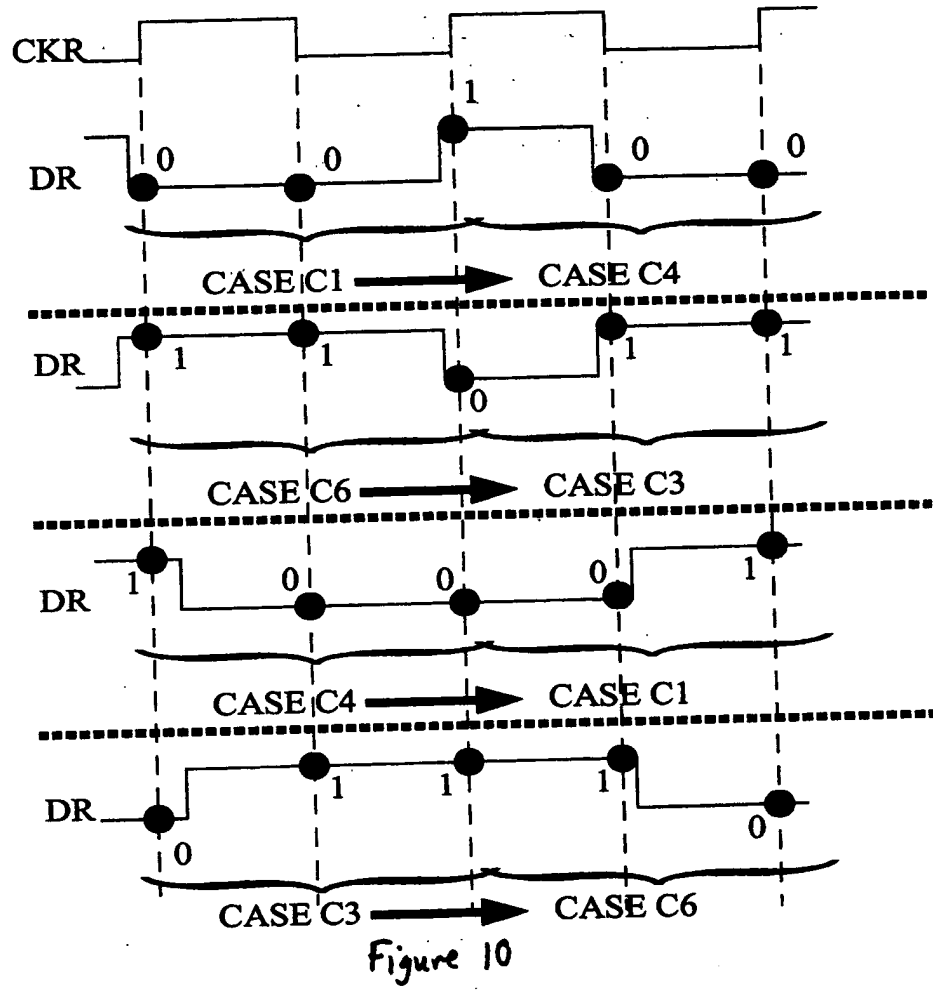 CKR
1
DR 0 0 0 0
CASE C1 CASE C4
DR 1 1 0 1 1
CASE C6 CASE C3
DR 1 0 0 0 1
CASE C4 CASE C1
DR 0 1 1 1 0
CASE C3 CASE C6
Figure 10